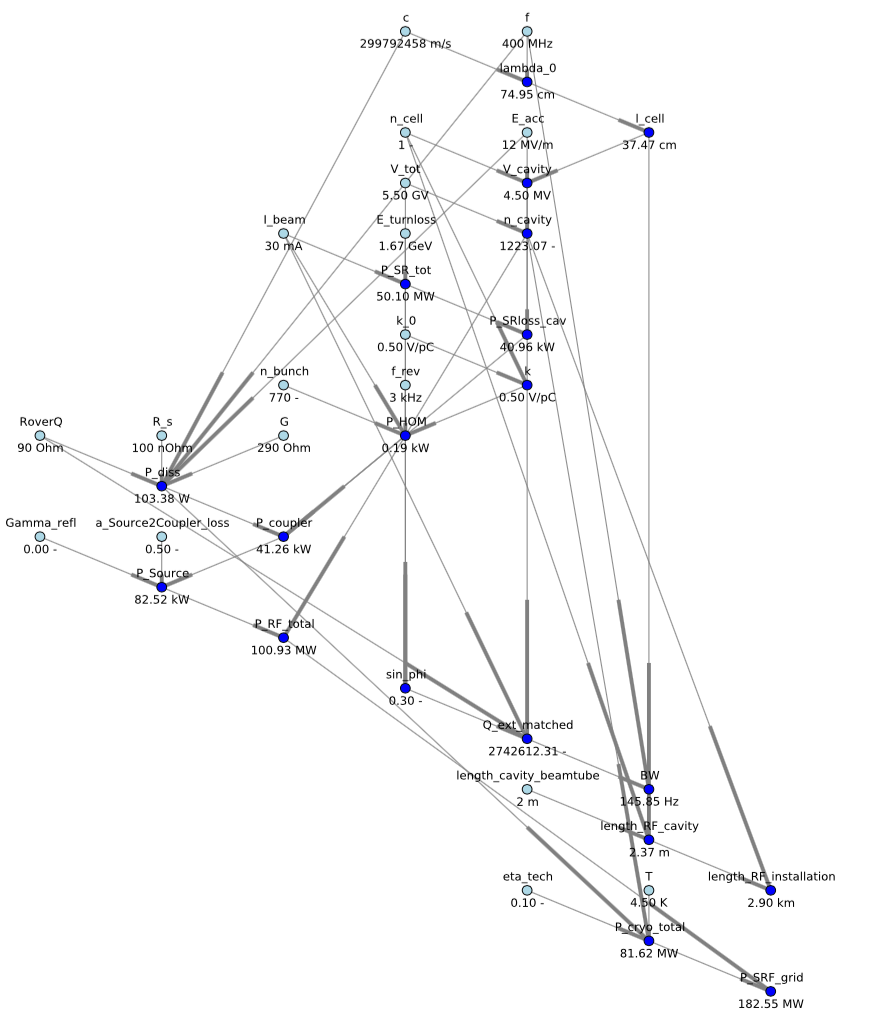 c
299792458 m/s
f
400 MHz
lambda_0
74.95 cm
n_cell
1 -
E_acc
12 MV/m
l_cell
37.47 cm
V_tot
5.50 GV
V_cavity
4.50 MV
I_beam
30 mA
E_turnloss
1.67 GeV
n_cavity
1223.07 -
P_SR_tot
50.10 MW
k_0
0.50 V/pC
P_SRloss_cav
40.96 kW
n_bunch
770 -
f_rev
3 kHz
k
0.50 V/pC
RoverQ
90 Ohm
R_s
100 nOhm
G
290 Ohm
P_HOM
0.19 kW
P_diss
103.38 W
Gamma_refl
0.00 -
a_Source2Coupler_loss
0.50 -
P_coupler
41.26 kW
P_Source
82.52 kW
P_RF_total
100.93 MW
sin_phi
0.30 -
Q_ext_matched
2742612.31 -
length_cavity_beamtube
2 m
BW
145.85 Hz
length_RF_cavity
2.37 m
eta_tech
0.10 -
T
4.50 K
length_RF_installation
2.90 km
P_cryo_total
81.62 MW
P_SRF_grid
182.55 MW